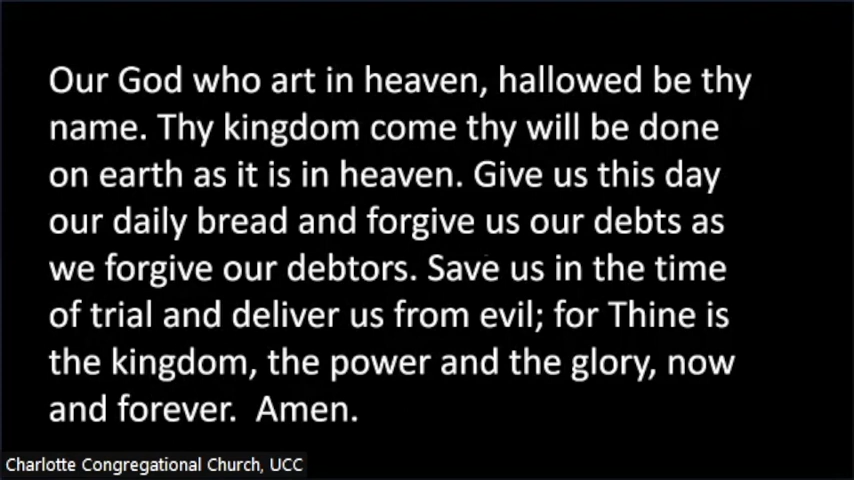 Our God who art in heaven, hallowed be thy
name. Thy kingdom come thy will be done
on earth as it is in heaven. Give us this day
our daily bread and forgive us our debts as
we forgive our debtors. Save us in the time
of trial and deliver us from evil; for Thine is
the kingdom, the power and the glory, now
and forever.  Amen.
Charlotte Congregational Church, UCC